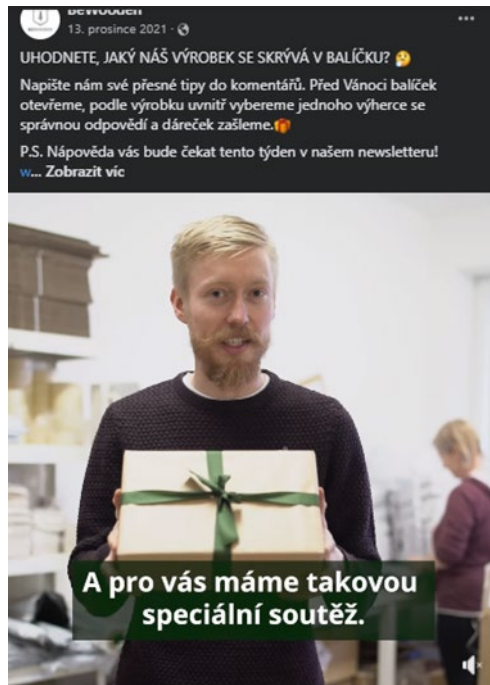 BeWooden
13. prosince 2021 ·
UHODNETE, JAKÝ NÁŠ VÝROBEK SE SKRÝVÁ V BALÍČKU?
Napište nám své přesné tipy do komentářů. Před Vánoci balíček
otevřeme, podle výrobku uvnitř vybereme jednoho výherce se
správnou odpovědí a dáreček zašleme.
P.S. Nápověda vás bude čekat tento týden v našem newsletteru!
w... Zobrazit víc
A pro vás máme takovou
speciální soutěž.